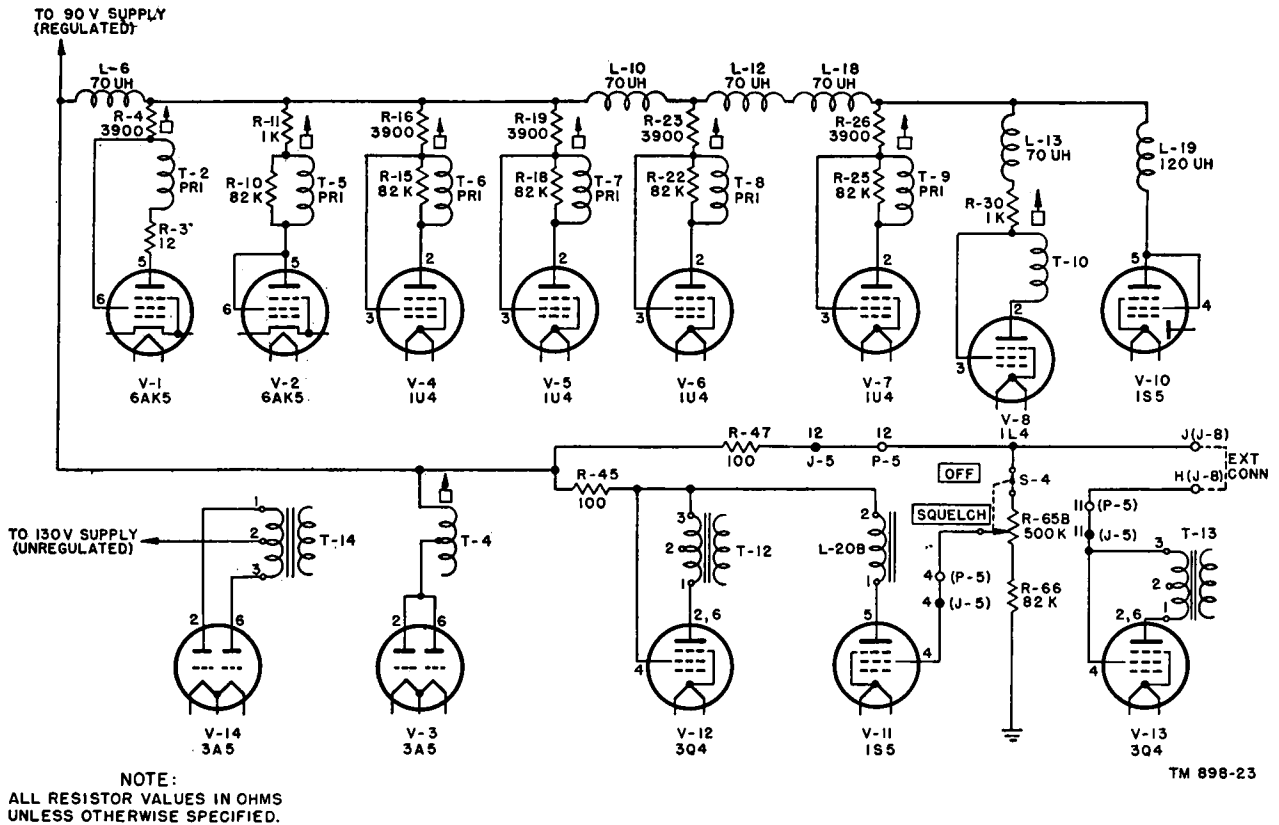 TO 90 V SUPPLY
(REGULATED)
L-6
70 UH
L-10
70 UH
L-12
70 UH
L-18
70 UH
R-4
3900
R-11
1K
R-16
3900
R-19
3900
R-23
3900
R-26
3900
L-13
70 UH
L-19
120 UH
T-2
PRI
R-10
82 K
T-5
PRI
R-15
82 K
T-6
PRI
R-18
82 K
T-7
PRI
R-22
82 K
T-8
PRI
R-25
82 K
T-9
PRI
R-30
1K
R-3
12
T-10
5
6
5
6
2
3
2
3
2
3
2
3
2
3
5
4
V-1
6AK5
V-2
6AK5
V-4
1U4
V-5
1U4
V-6
1U4
V-7
1U4
V-8
1L4
V-10
1S5
R-47
100
12
J-5
12
P-5
J(J-8)
EXT
CONN
H(J-8)
R-45
100
OFF
S-4
SQUELCH
R-65B
500 K
R-66
82 K
11 (P-5)
11 (J-5)
T-13
3
2
1
TO 130 V SUPPLY
(UNREGULATED)
1
2
3
T-14
T-4
3
2
1
T-12
2
L-20B
1
4 (P-5)
4 (J-5)
2
6
2
6
2,6
4
5
4
2,6
4
V-14
3A5
V-3
3A5
V-12
3Q4
V-11
1S5
V-13
3Q4
TM 898-23
NOTE:
ALL RESISTOR VALUES IN OHMS
UNLESS OTHERWISE SPECIFIED.